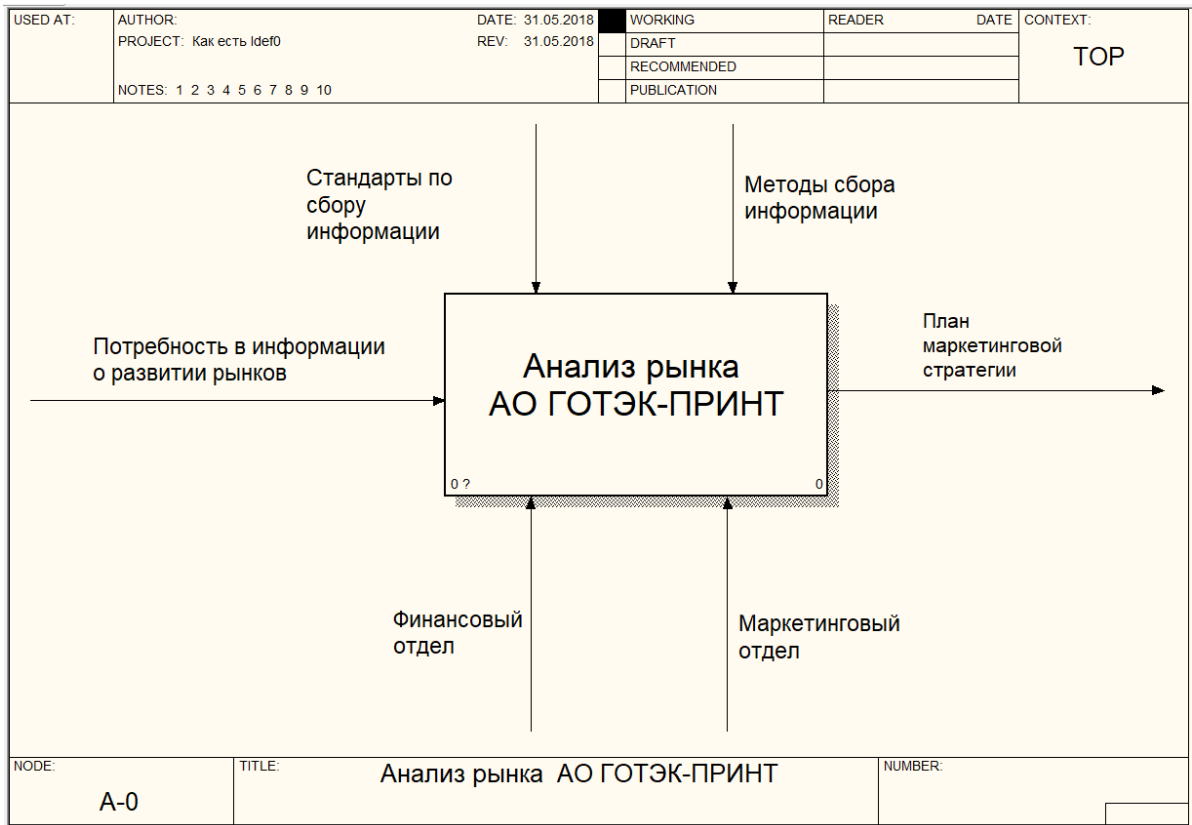 USED AT:
AUTHOR:
DATE: 31.05.2018
PROJECT: Как есть Idef0
REV: 31.05.2018
NOTES: 1 2 3 4 5 6 7 8 9 10
WORKING
DRAFT
RECOMMENDED
PUBLICATION
READER
DATE
CONTEXT:
TOP
Стандарты по
сбору
информации
Методы сбора
информации
Потребность в информации
о развитии рынков
Анализ рынка
АО ГОТЭК-ПРИНТ
0 ?
0
План
маркетинговой
стратегии
Финансовый
отдел
Маркетинговый
отдел
NODE:
A-0
TITLE:
Анализ рынка АО ГОТЭК-ПРИНТ
NUMBER: